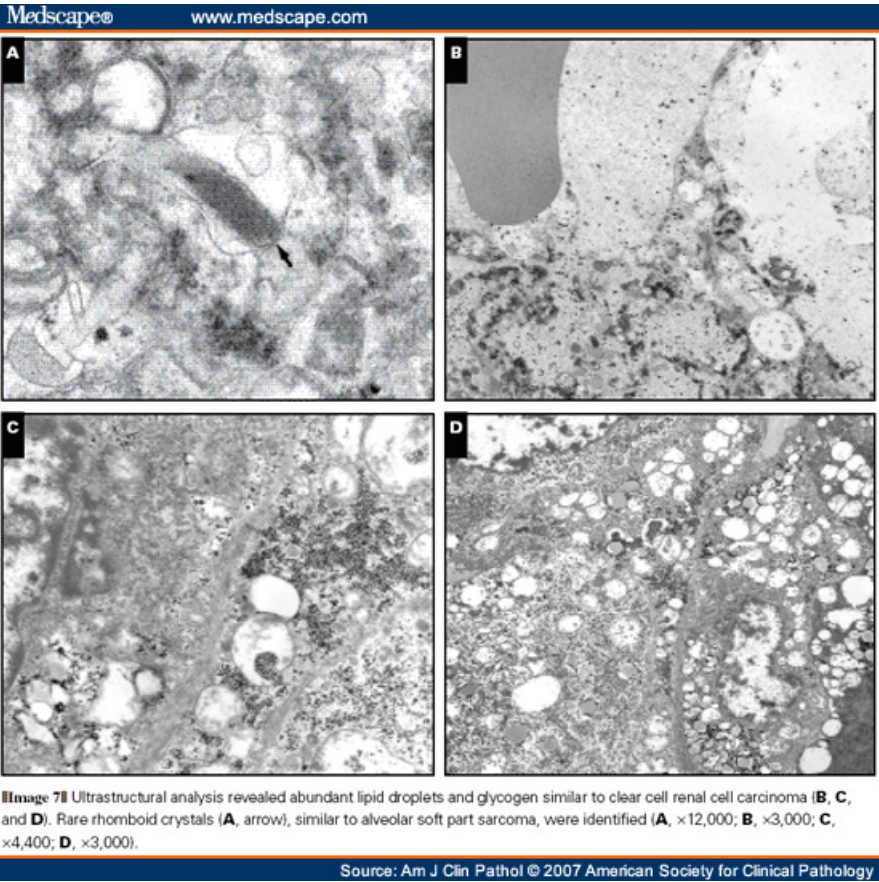 Medscape® www.medscape.com
A
B
C
D
Image 7 Ultrastructural analysis revealed abundant lipid droplets and glycogen similar to clear cell renal cell carcinoma (B, C,
and D). Rare rhomboid crystals (A, arrow), similar to alveolar soft part sarcoma, were identified (A, ×12,000; B, ×3,000; C,
×4,400; D, ×3,000).
Source: Am J Clin Pathol © 2007 American Society for Clinical Pathology